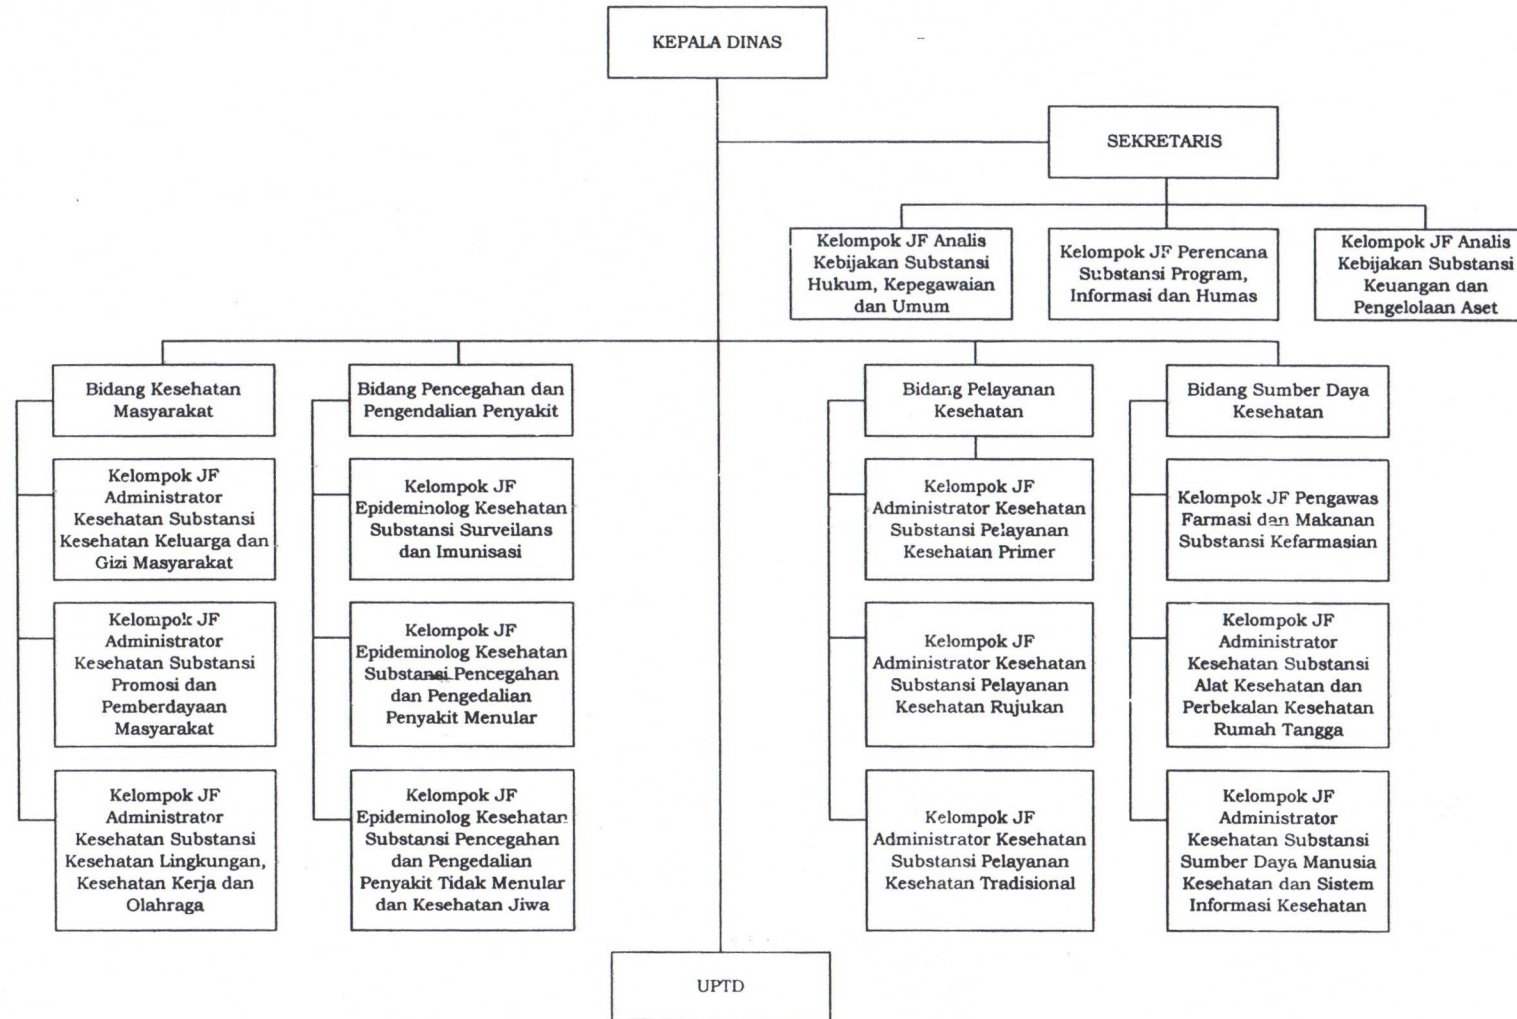 KEPALA DINAS
SEKRETARIS
Kelompok JF Analis
Kebijakan Substansi
Hukum, Kepegawaian
dan Umum
Kelompok JF Perencana
Substansi Program,
Informasi dan Humas
Kelompok JF Analis
Kebijakan Substansi
Keuangan dan
Pengelolaan Aset
Bidang Kesehatan
Masyarakat
Kelompok JF
Administrator
Kesehatan Substansi
Kesehatan Keluarga dan
Gizi Masyarakat
Kelompok JF
Administrator
Kesehatan Substansi
Promosi dan
Pemberdayaan
Masyarakat
Kelompok JF
Administrator
Kesehatan Substansi
Kesehatan Lingkungan,
Kesehatan Kerja dan
Olahraga
Bidang Pencegahan dan
Pengendalian Penyakit
Kelompok JF
Epideminolog Kesehatan
Substansi Surveilans
dan Imunisasi
Kelompok JF
Epideminolog Kesehatan
Substansi Pencegahan
dan Pengedalian
Penyakit Menular
Kelompok JF
Epideminolog Kesehatan
Substansi Pencegahan
dan Pengedalian
Penyakit Tidak Menular
dan Kesehatan Jiwa
Bidang Pelayanan
Kesehatan
Kelompok JF
Administrator Kesehatan
Substansi Pelayanan
Kesehatan Primer
Kelompok JF
Administrator Kesehatan
Substansi Pelayanan
Kesehatan Rujukan
Kelompok JF
Administrator Kesehatan
Substansi Pelayanan
Kesehatan Tradisional
Bidang Sumber Daya
Kesehatan
Kelompok JF Pengawas
Farmasi dan Makanan
Substansi Kefarmasian
Kelompok JF
Administrator
Kesehatan Substansi
Alat Kesehatan dan
Perbekalan Kesehatan
Rumah Tangga
Kelompok JF
Administrator
Kesehatan Substansi
Sumber Daya Manusia
Kesehatan dan Sistem
Informasi Kesehatan
UPTD